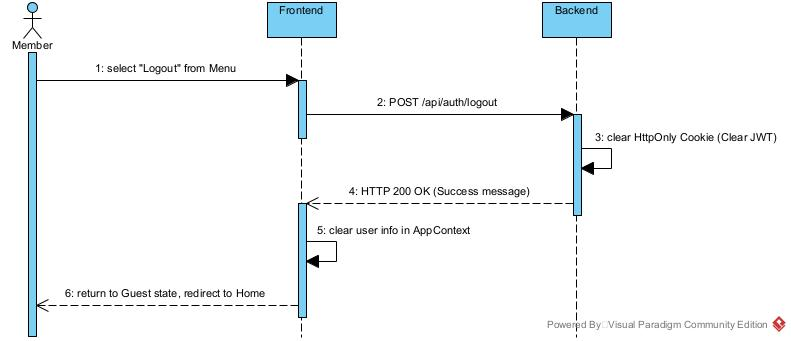 Frontend
Backend
Member
1: select "Logout" from Menu
2: POST /api/auth/logout
3: clear HttpOnly Cookie (Clear JWT)
4: HTTP 200 OK (Success message)
5: clear user info in AppContext
6: return to Guest state, redirect to Home
Powered By Visual Paradigm Community Edition